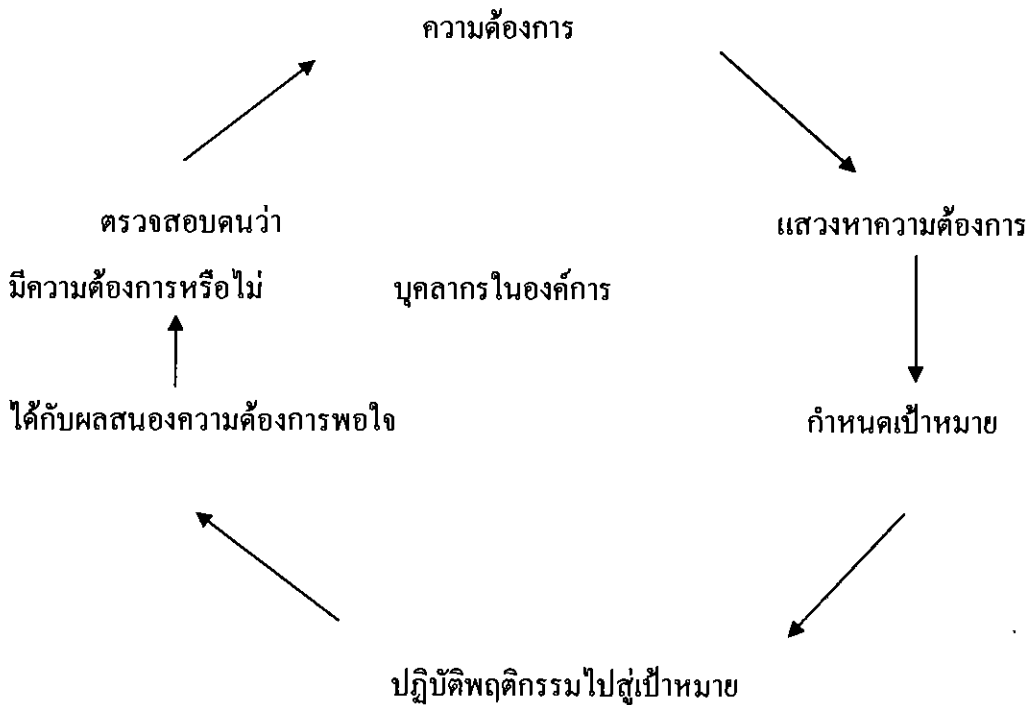 ความต้องการ
ตรวจสอบตนว่า
แสวงหาความต้องการ
มีความต้องการหรือไม่
บุคลากรในองค์การ
ได้กับผลสนองความต้องการพอใจ
กำหนดเป้าหมาย
ปฏิบัติพฤติกรรมไปสู่เป้าหมาย